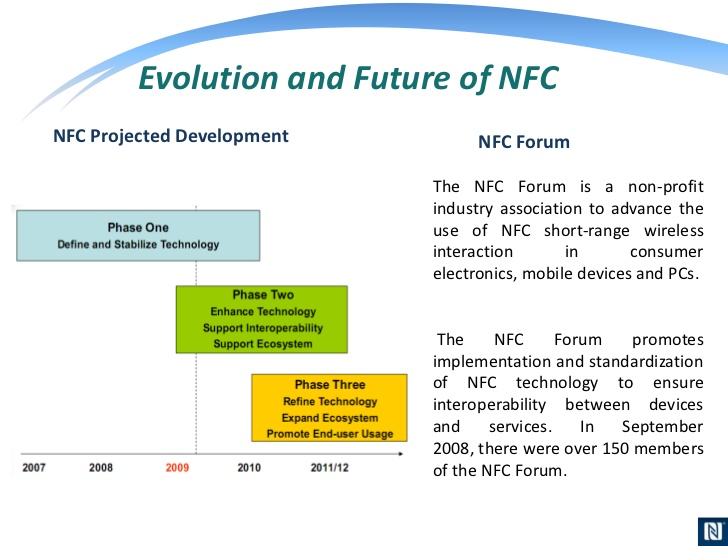 Evolution and Future of NFC
NFC Projected Development
Phase One
Define and Stabilize Technology
Phase Two
Enhance Technology
Support Interoperability
Support Ecosystem
Phase Three
Refine Technology
Expand Ecosystem
Promote End-user Usage
2007 2008 2009 2010 2011/12
NFC Forum
The NFC Forum is a non-profit
industry association to advance the
use of NFC short-range wireless
interaction in consumer
electronics, mobile devices and PCs.
The NFC Forum promotes
implementation and standardization
of NFC technology to ensure
interoperability between devices
and services. In September
2008, there were over 150 members
of the NFC Forum.